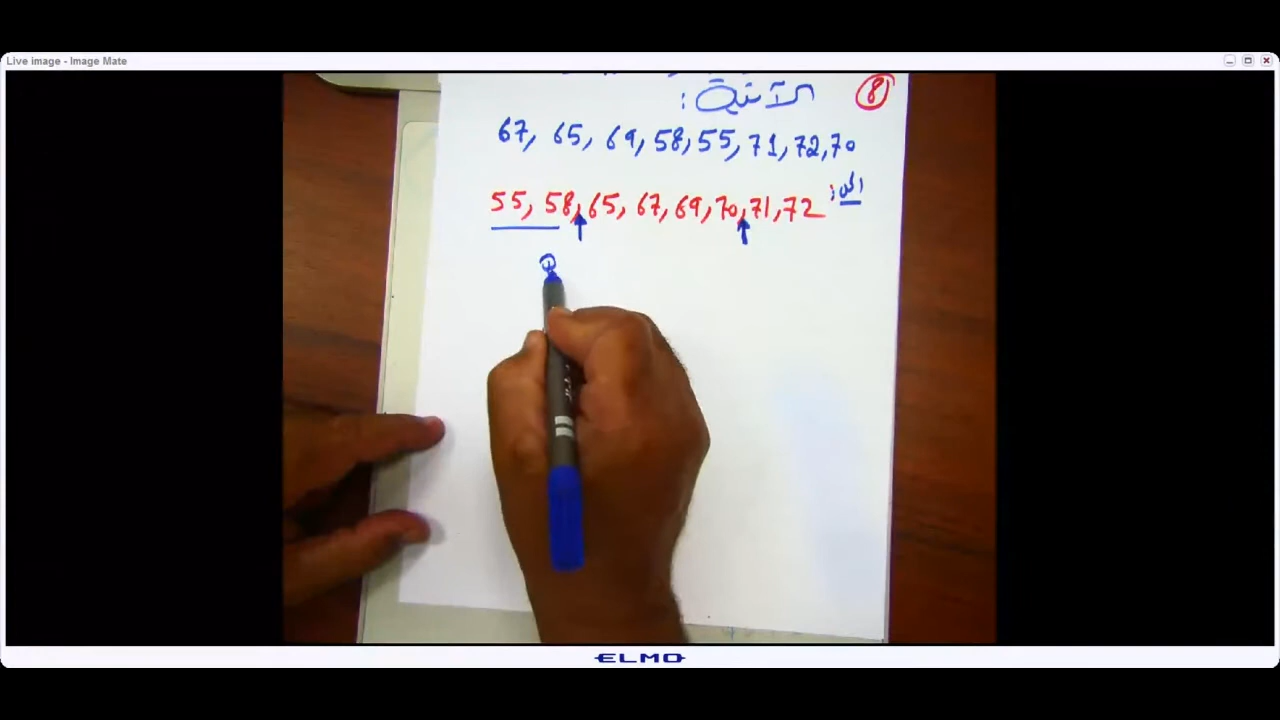 Live image - Image Mate
الآتية : 8
67, 65, 69, 58, 55, 71, 72, 70
الحل : 55, 58, 65, 67, 69, 70, 71, 72
ELMO